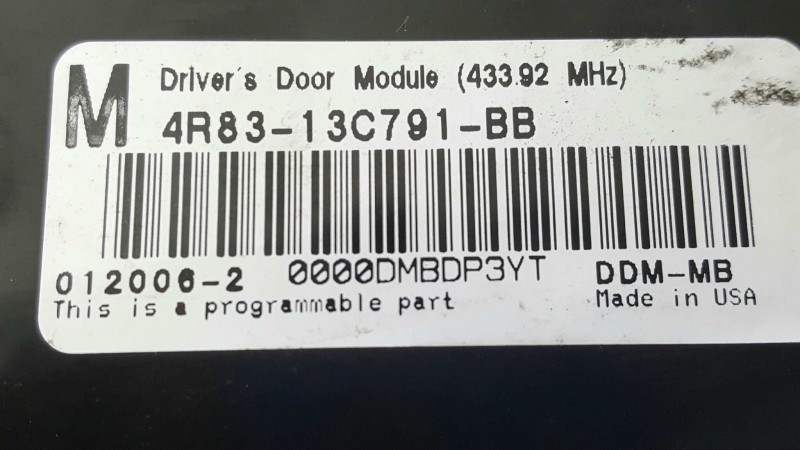 M Driver's Door Module (433.92 MHz)
4R83-13C791-BB
012006-2 0000DMBDP3YT DDM-MB
This is a programmable part Made in USA